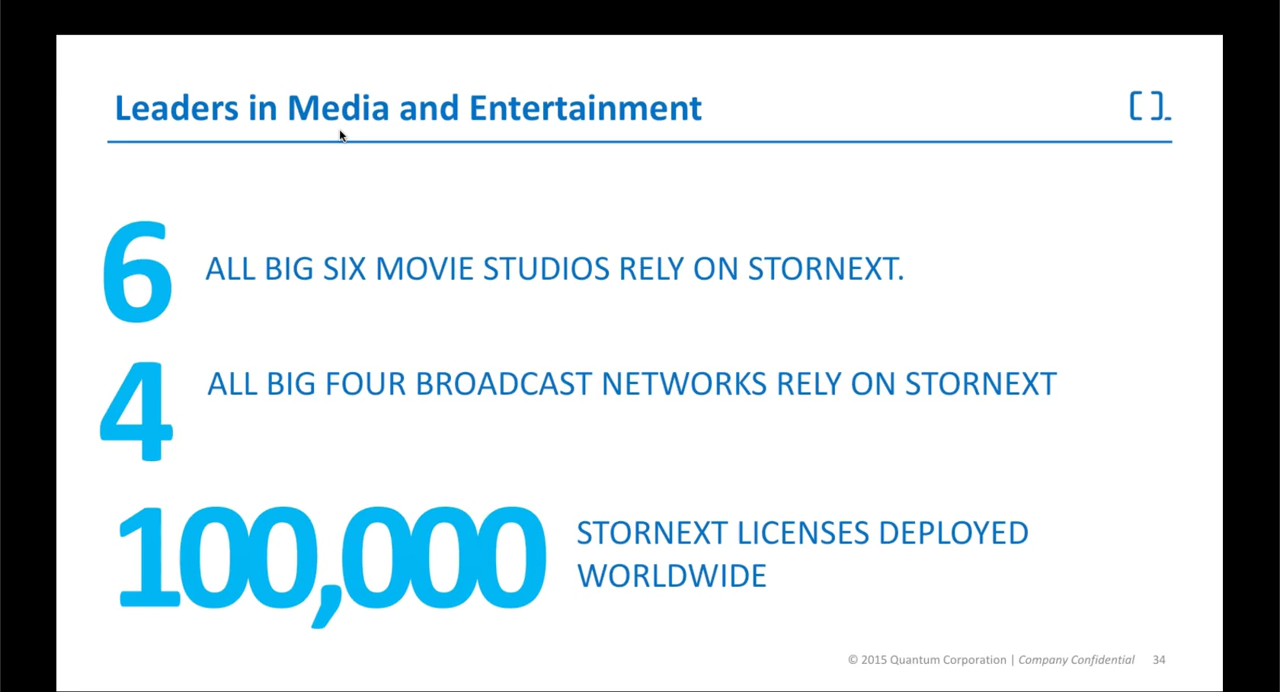 Leaders in Media and Entertainment
6
ALL BIG SIX MOVIE STUDIOS RELY ON STORNEXT.
4
ALL BIG FOUR BROADCAST NETWORKS RELY ON STORNEXT
100,000
STORNEXT LICENSES DEPLOYED
WORLDWIDE
© 2015 Quantum Corporation | Company Confidential 34